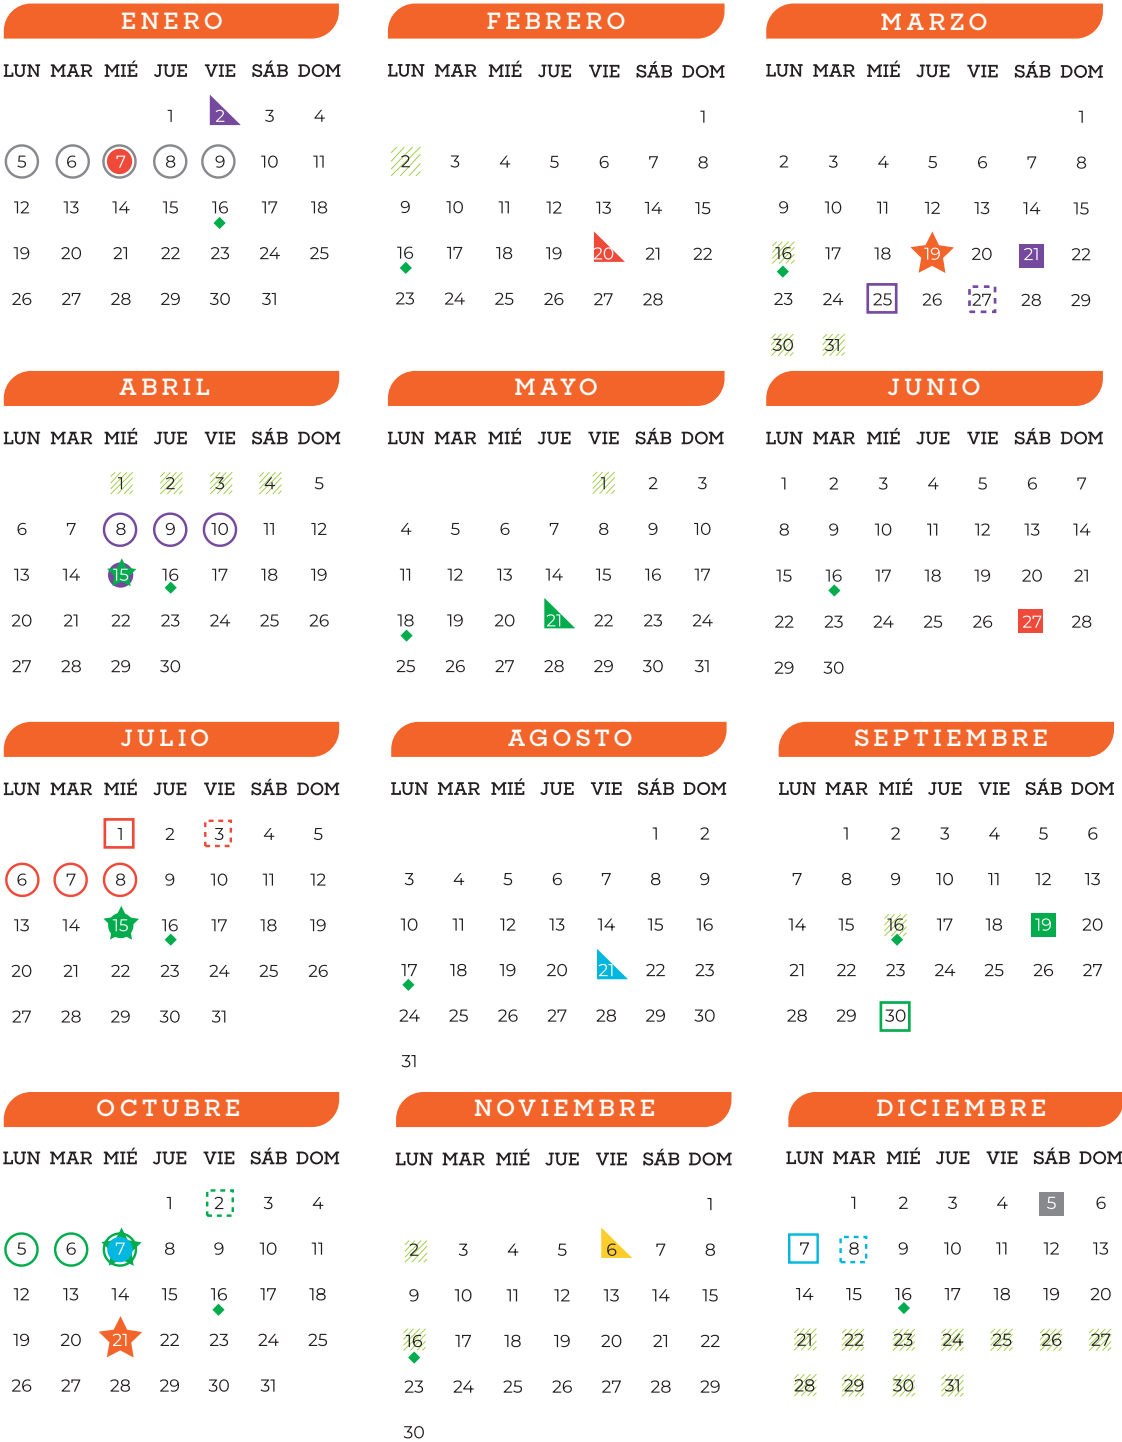 ENERO
LUN MAR MIÉ JUE VIE SÁB DOM
1 2 3 4
5 6 7 8 9 10 11
12 13 14 15 16 17 18
19 20 21 22 23 24 25
26 27 28 29 30 31
FEBRERO
LUN MAR MIÉ JUE VIE SÁB DOM
1
2 3 4 5 6 7 8
9 10 11 12 13 14 15
16 17 18 19 20 21 22
23 24 25 26 27 28
MARZO
LUN MAR MIÉ JUE VIE SÁB DOM
1
2 3 4 5 6 7 8
9 10 11 12 13 14 15
16 17 18 19 20 21 22
23 24 25 26 27 28 29
30 31
ABRIL
LUN MAR MIÉ JUE VIE SÁB DOM
1 2 3 4 5
6 7 8 9 10 11 12
13 14 15 16 17 18 19
20 21 22 23 24 25 26
27 28 29 30
MAYO
LUN MAR MIÉ JUE VIE SÁB DOM
1 2 3
4 5 6 7 8 9 10
11 12 13 14 15 16 17
18 19 20 21 22 23 24
25 26 27 28 29 30 31
JUNIO
LUN MAR MIÉ JUE VIE SÁB DOM
1 2 3 4 5 6 7
8 9 10 11 12 13 14
15 16 17 18 19 20 21
22 23 24 25 26 27 28
29 30
JULIO
LUN MAR MIÉ JUE VIE SÁB DOM
1 2 3 4 5
6 7 8 9 10 11 12
13 14 15 16 17 18 19
20 21 22 23 24 25 26
27 28 29 30 31
AGOSTO
LUN MAR MIÉ JUE VIE SÁB DOM
1 2
3 4 5 6 7 8 9
10 11 12 13 14 15 16
17 18 19 20 21 22 23
24 25 26 27 28 29 30
31
SEPTIEMBRE
LUN MAR MIÉ JUE VIE SÁB DOM
1 2 3 4 5 6
7 8 9 10 11 12 13
14 15 16 17 18 19 20
21 22 23 24 25 26 27
28 29 30
OCTUBRE
LUN MAR MIÉ JUE VIE SÁB DOM
1 2 3 4
5 6 7 8 9 10 11
12 13 14 15 16 17 18
19 20 21 22 23 24 25
26 27 28 29 30 31
NOVIEMBRE
LUN MAR MIÉ JUE VIE SÁB DOM
1
2 3 4 5 6 7 8
9 10 11 12 13 14 15
16 17 18 19 20 21 22
23 24 25 26 27 28 29
30
DICIEMBRE
LUN MAR MIÉ JUE VIE SÁB DOM
1 2 3 4 5 6
7 8 9 10 11 12 13
14 15 16 17 18 19 20
21 22 23 24 25 26 27
28 29 30 31